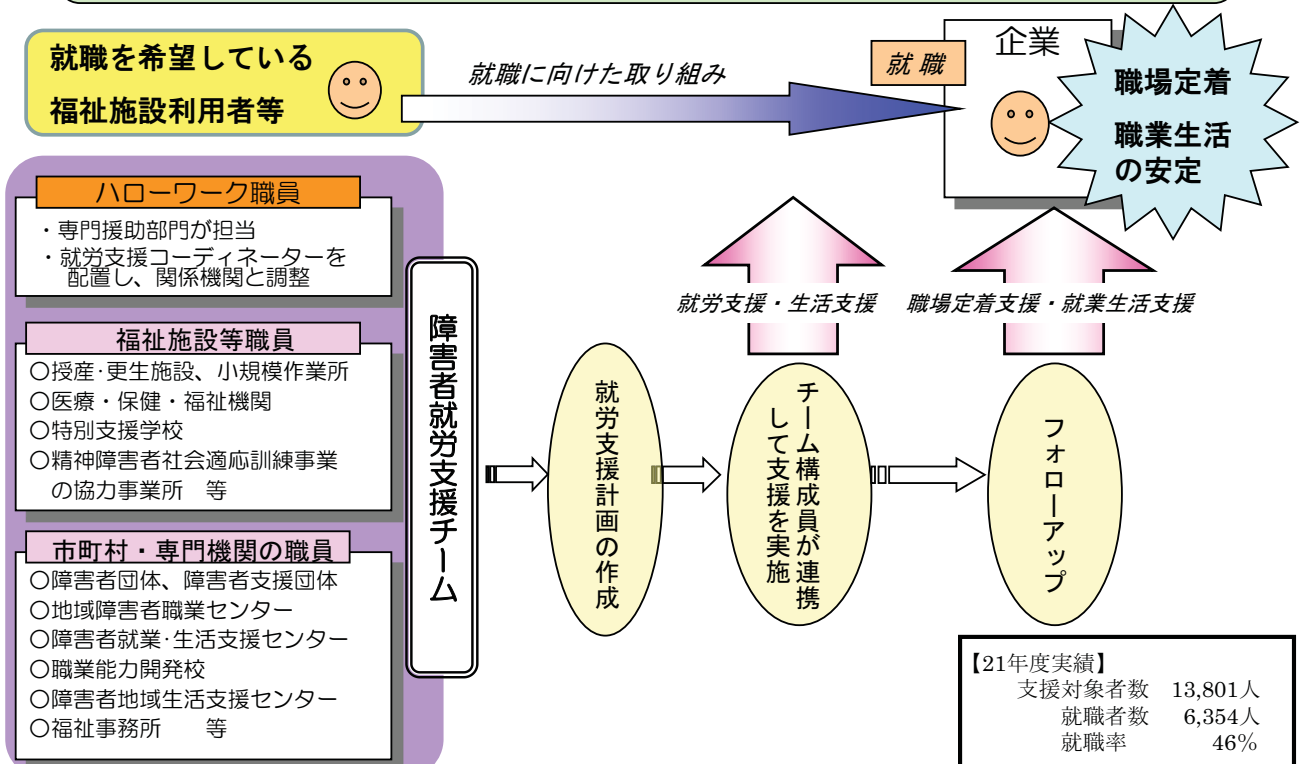 就職を希望している
福祉施設利用者等
就職に向けた取り組み
就 職
企業
職場定着
職業生活
の安定
ハローワーク職員
・専門援助部門が担当
・就労支援コーディネーターを
配置し、関係機関と調整
福祉施設等職員
○授産･更生施設、小規模作業所
○医療・保健・福祉機関
○特別支援学校
○精神障害者社会適応訓練事業
の協力事業所　等
市町村・専門機関の職員
○障害者団体、障害者支援団体
○地域障害者職業センター
○障害者就業･生活支援センター
○職業能力開発校
○障害者地域生活支援センター
○福祉事務所　　等
障害者就労支援チーム
就労支援計画の作成
チーム構成員が連携
して支援を実施
フォローアップ
就労支援・生活支援
職場定着支援・就業生活支援
【21年度実績】
支援対象者数　13,801人
就職者数　6,354人
就職率　46％